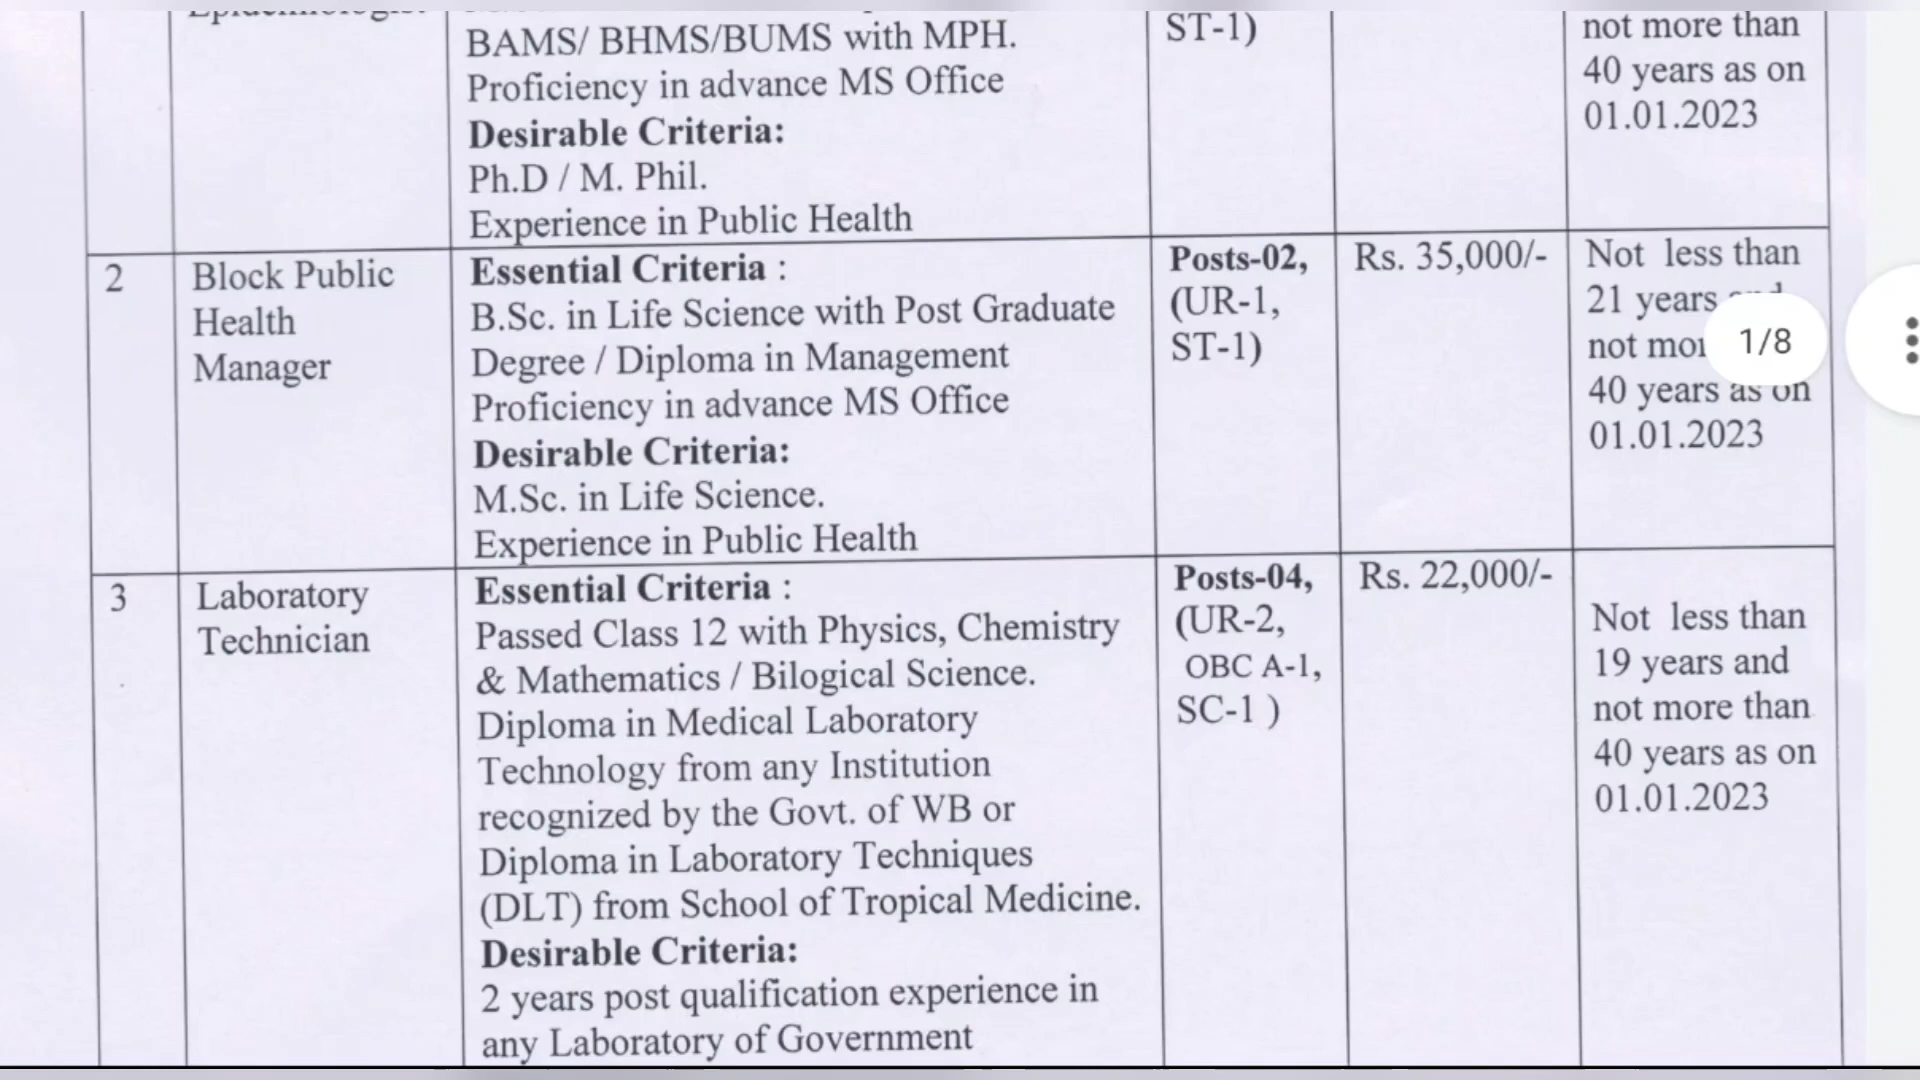 BAMS/ BHMS/BUMS with MPH.
Proficiency in advance MS Office
Desirable Criteria:
Ph.D / M. Phil.
Experience in Public Health
ST-1)
not more than
40 years as on
01.01.2023
2
Block Public
Health
Manager
Essential Criteria :
B.Sc. in Life Science with Post Graduate
Degree / Diploma in Management
Proficiency in advance MS Office
Desirable Criteria:
M.Sc. in Life Science.
Experience in Public Health
Posts-02,
(UR-1,
ST-1)
Rs. 35,000/-
Not less than
21 years
not
40 years as on
01.01.2023
1/8
3
Laboratory
Technician
Essential Criteria :
Passed Class 12 with Physics, Chemistry
& Mathematics / Bilogical Science.
Diploma in Medical Laboratory
Technology from any Institution
recognized by the Govt. of WB or
Diploma in Laboratory Techniques
(DLT) from School of Tropical Medicine.
Desirable Criteria:
2 years post qualification experience in
any Laboratory of Government
Posts-04,
(UR-2,
OBC A-1,
SC-1 )
Rs. 22,000/-
Not less than
19 years and
not more than
40 years as on
01.01.2023